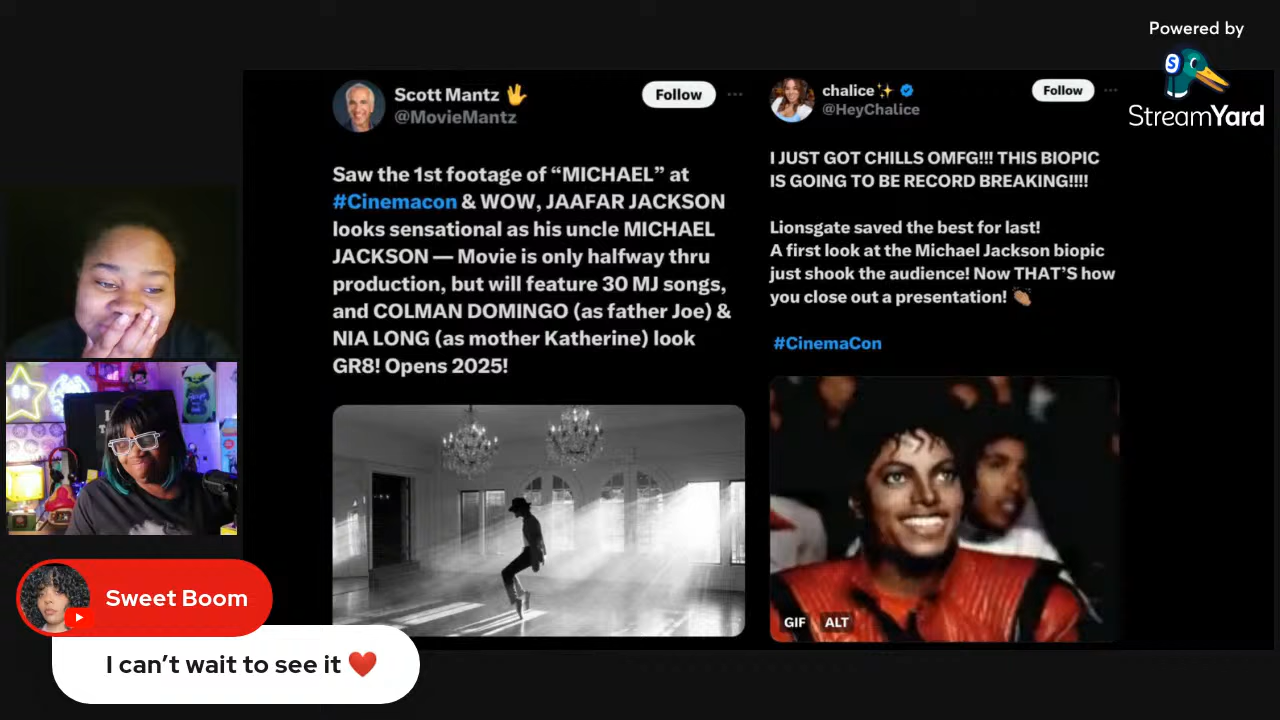 Powered by
StreamYard
Scott Mantz 🖖
@MovieMantz
Follow
Saw the 1st footage of “MICHAEL” at
#Cinemacon & WOW, JAAFAR JACKSON
looks sensational as his uncle MICHAEL
JACKSON — Movie is only halfway thru
production, but will feature 30 MJ songs,
and COLMAN DOMINGO (as father Joe) &
NIA LONG (as mother Katherine) look
GR8! Opens 2025!
chalice✨
@HeyChalice
Follow
I JUST GOT CHILLS OMFG!!! THIS BIOPIC
IS GOING TO BE RECORD BREAKING!!!!
Lionsgate saved the best for last!
A first look at the Michael Jackson biopic
just shook the audience! Now THAT’S how
you close out a presentation! 👏🏽
#CinemaCon
GIF ALT
Sweet Boom
I can’t wait to see it ❤️